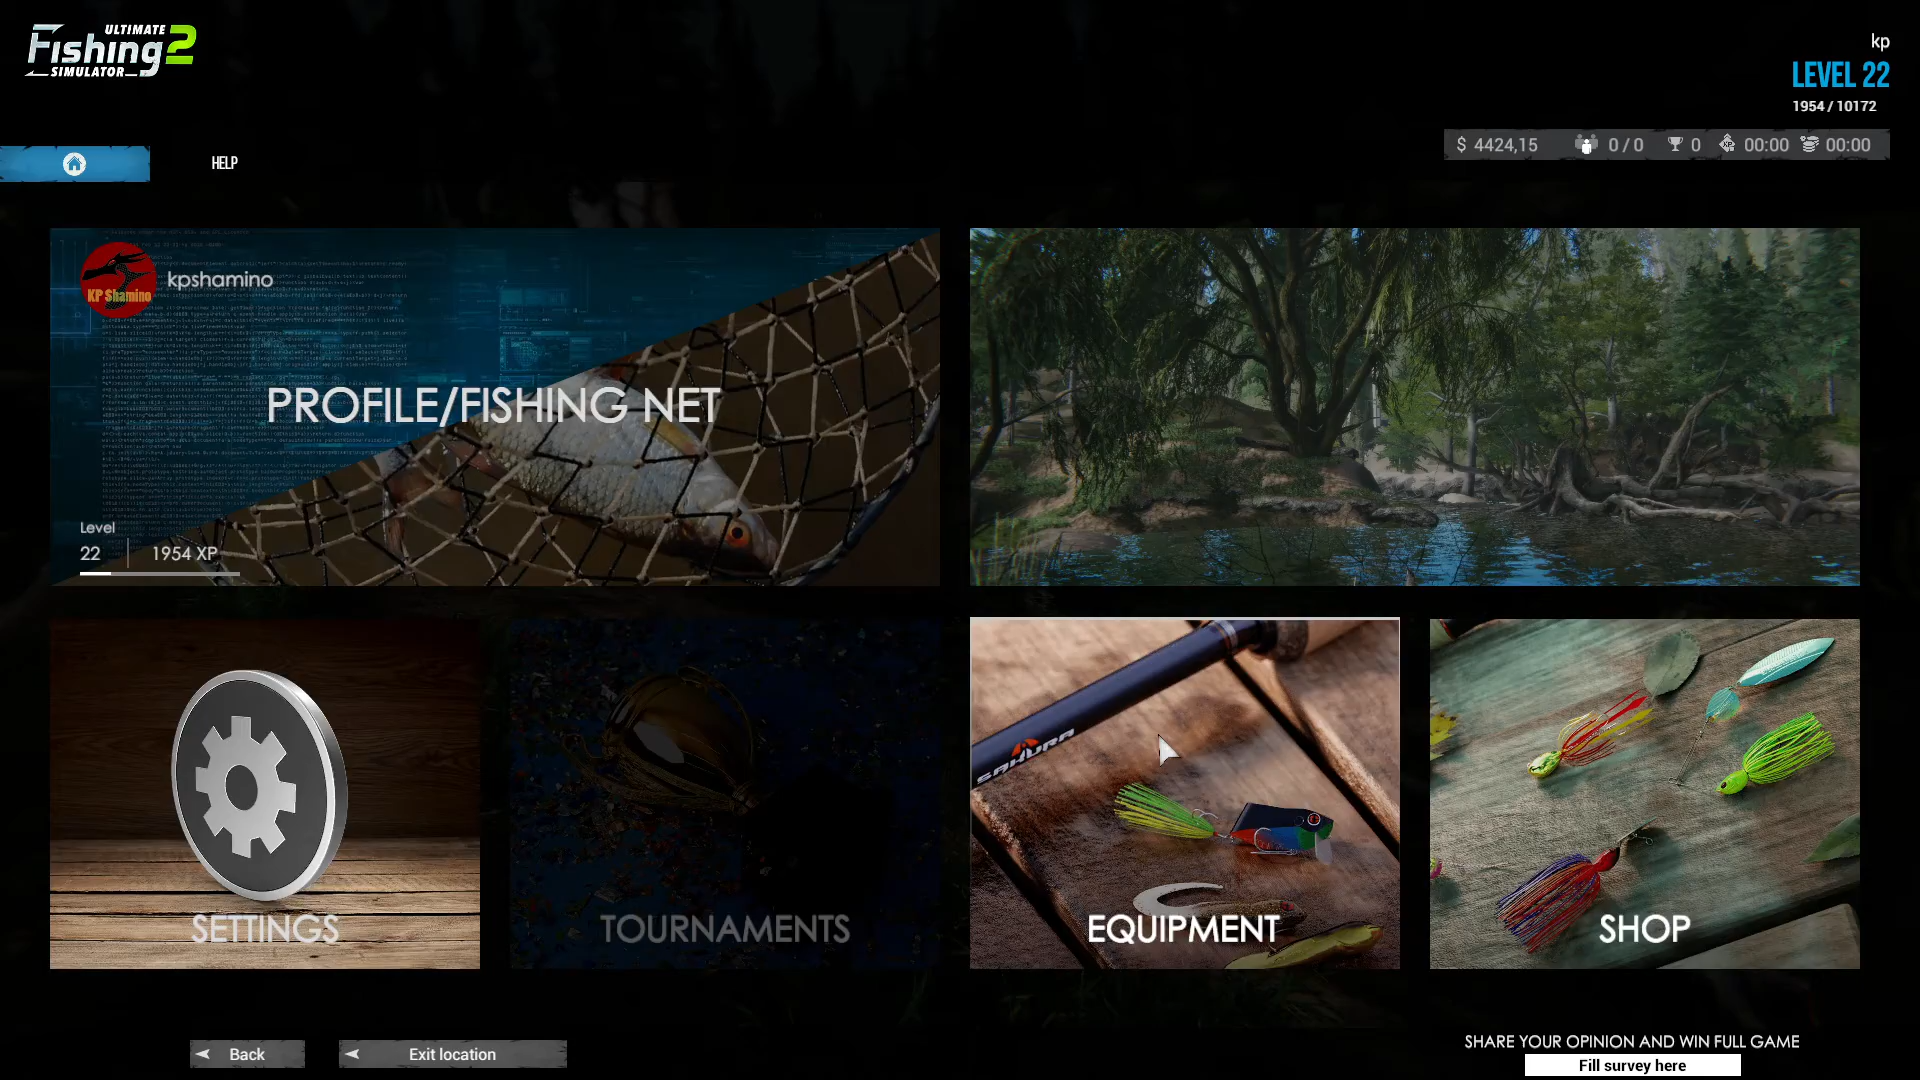 ULTIMATE
Fishing 2
SIMULATOR
kp
LEVEL 22
1954 / 10172
$ 4424,15 0 / 0 0 00:00 00:00
HELP
KP Shamino
kpshamino
PROFILE/FISHING NET
Level
22 1954 XP
SAKURA
SETTINGS
TOURNAMENTS
EQUIPMENT
SHOP
Back
Exit location
SHARE YOUR OPINION AND WIN FULL GAME
Fill survey here